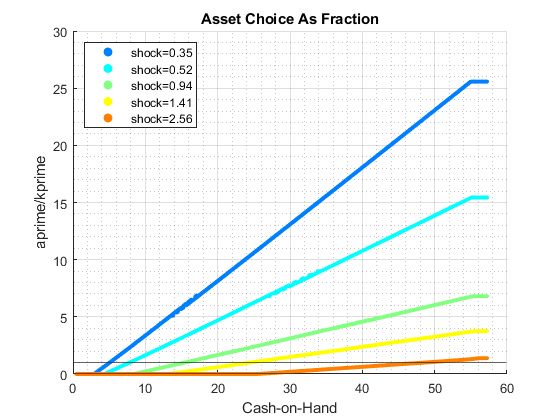 Asset Choice As Fraction
30
25
20
15
10
5
0
aprime/kprime
shock=0.35
shock=0.52
shock=0.94
shock=1.41
shock=2.56
0 10 20 30 40 50 60
Cash-on-Hand